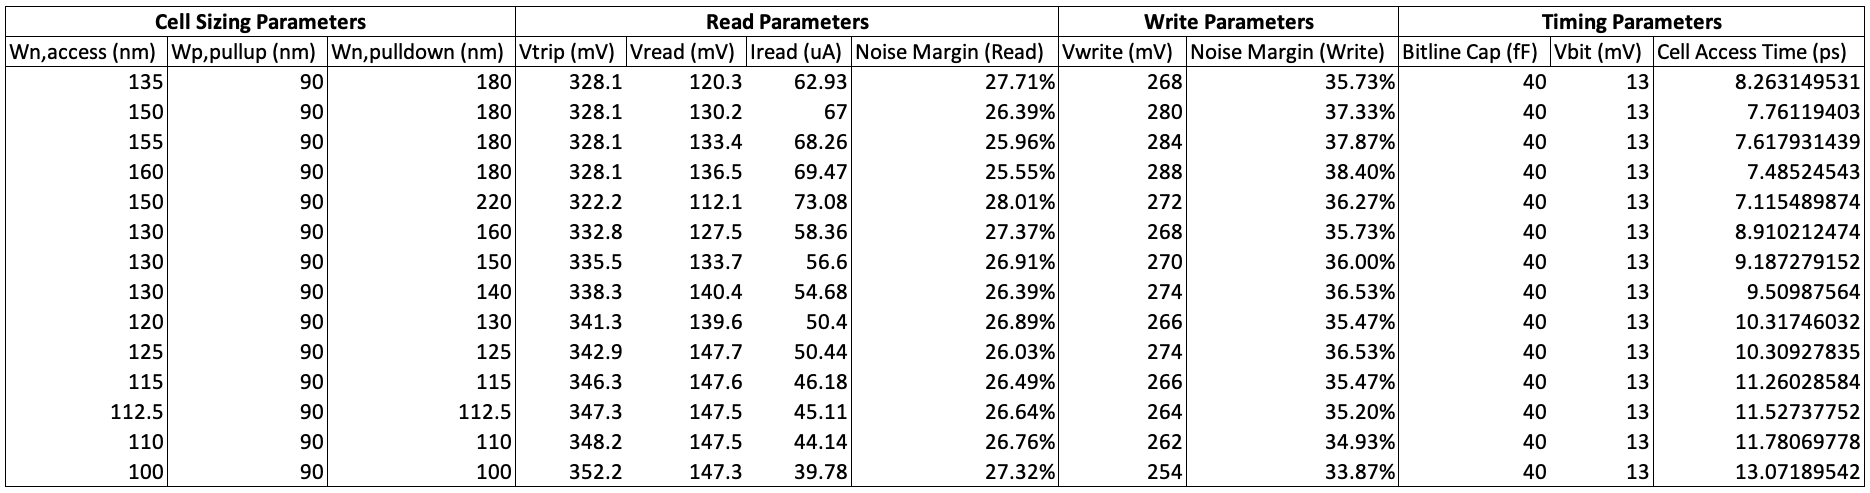 Cell Sizing Parameters Read Parameters Write Parameters Timing Parameters
Wn,access (nm) Wp,pullup (nm) Wn,pulldown (nm) Vtrip (mV) Vread (mV) Iread (uA) Noise Margin (Read) Vwrite (mV) Noise Margin (Write) Bitline Cap (fF) Vbit (mV) Cell Access Time (ps)
135 90 180 328.1 120.3 62.93 27.71% 268 35.73% 40 13 8.263149531
150 90 180 328.1 130.2 67 26.39% 280 37.33% 40 13 7.76119403
155 90 180 328.1 133.4 68.26 25.96% 284 37.87% 40 13 7.617931439
160 90 180 328.1 136.5 69.47 25.55% 288 38.40% 40 13 7.48524543
150 90 220 322.2 112.1 73.08 28.01% 272 36.27% 40 13 7.115489874
130 90 160 332.8 127.5 58.36 27.37% 268 35.73% 40 13 8.910212474
130 90 150 335.5 133.7 56.6 26.91% 270 36.00% 40 13 9.187279152
130 90 140 338.3 140.4 54.68 26.39% 274 36.53% 40 13 9.50987564
120 90 130 341.3 139.6 50.4 26.89% 266 35.47% 40 13 10.31746032
125 90 125 342.9 147.7 50.44 26.03% 274 36.53% 40 13 10.30927835
115 90 115 346.3 147.6 46.18 26.49% 266 35.47% 40 13 11.26028584
112.5 90 112.5 347.3 147.5 45.11 26.64% 264 35.20% 40 13 11.52737752
110 90 110 348.2 147.5 44.14 26.76% 262 34.93% 40 13 11.78069778
100 90 100 352.2 147.3 39.78 27.32% 254 33.87% 40 13 13.07189542